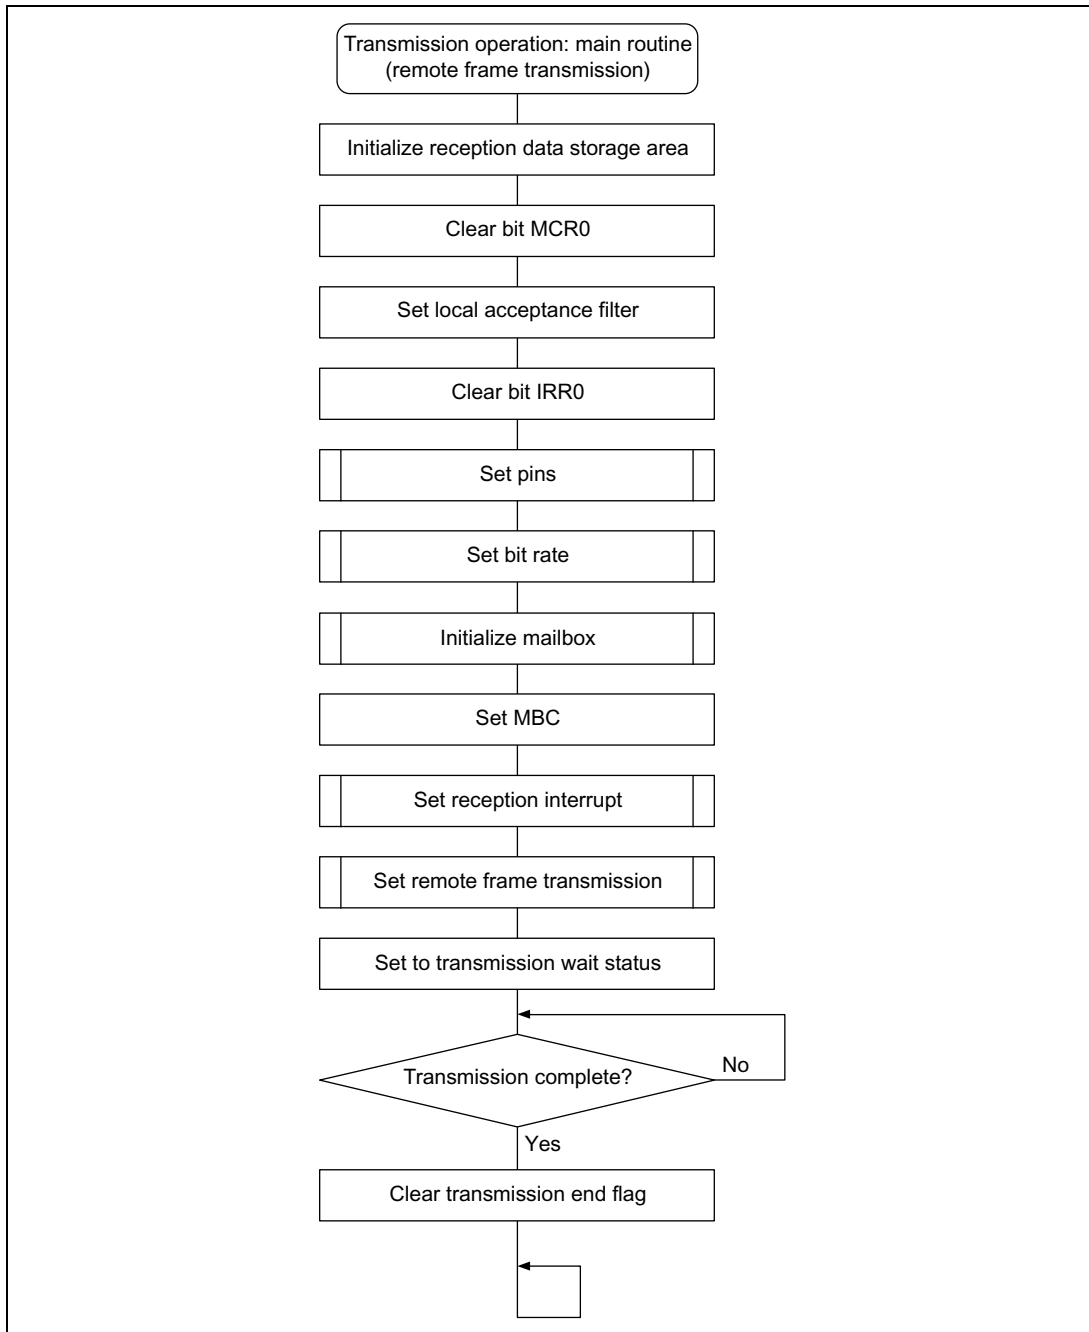 Transmission operation: main routine
(remote frame transmission)
Initialize reception data storage area
Clear bit MCR0
Set local acceptance filter
Clear bit IRR0
Set pins
Set bit rate
Initialize mailbox
Set MBC
Set reception interrupt
Set remote frame transmission
Set to transmission wait status
Transmission complete?
No
Yes
Clear transmission end flag